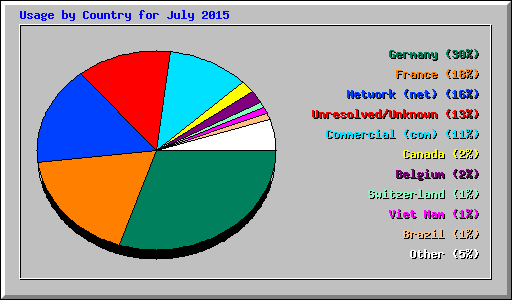 Usage by Country for July 2015
Germany (30%)
France (18%)
Network (net) (16%)
Unresolved/Unknown (13%)
Commercial (com) (11%)
Canada (2%)
Belgium (2%)
Switzerland (1%)
Viet Nam (1%)
Brazil (1%)
Other (5%)